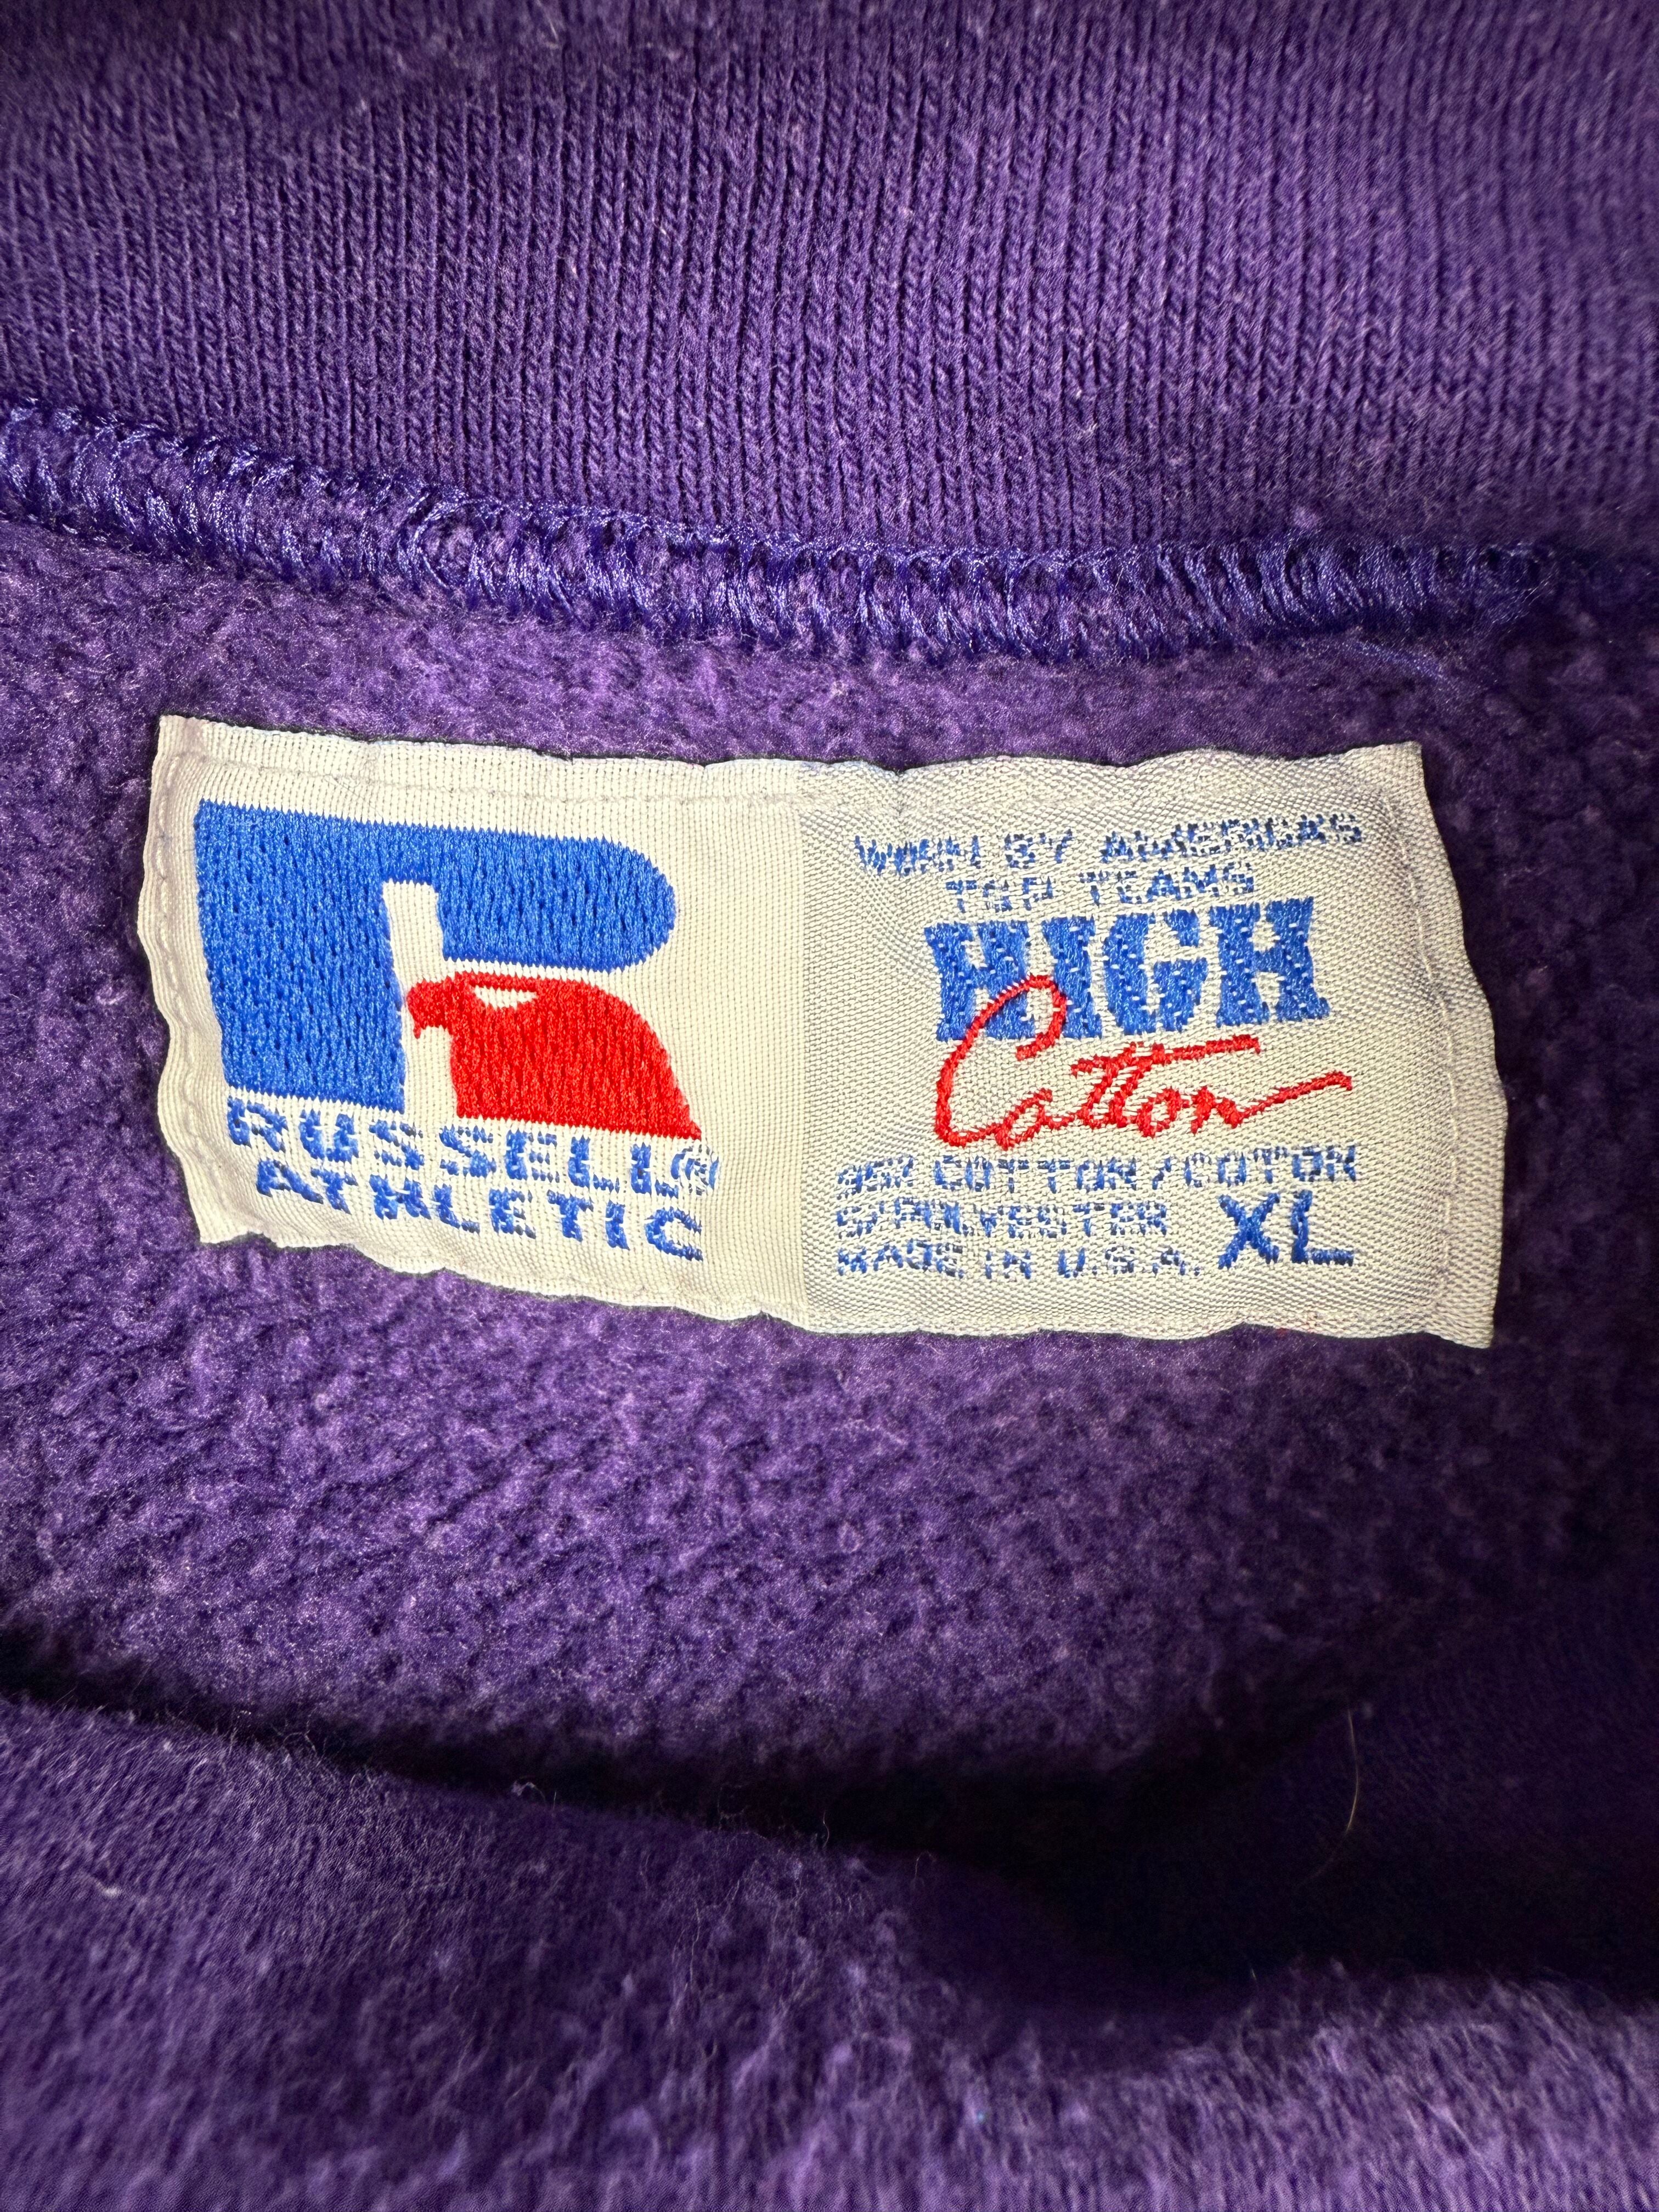 RUSSELL®
ATHLETIC
WORN BY AMERICA'S
TOP TEAMS
HIGH
Cotton
95% COTTON/COTON
5% POLYESTER
MADE IN U.S.A. XL